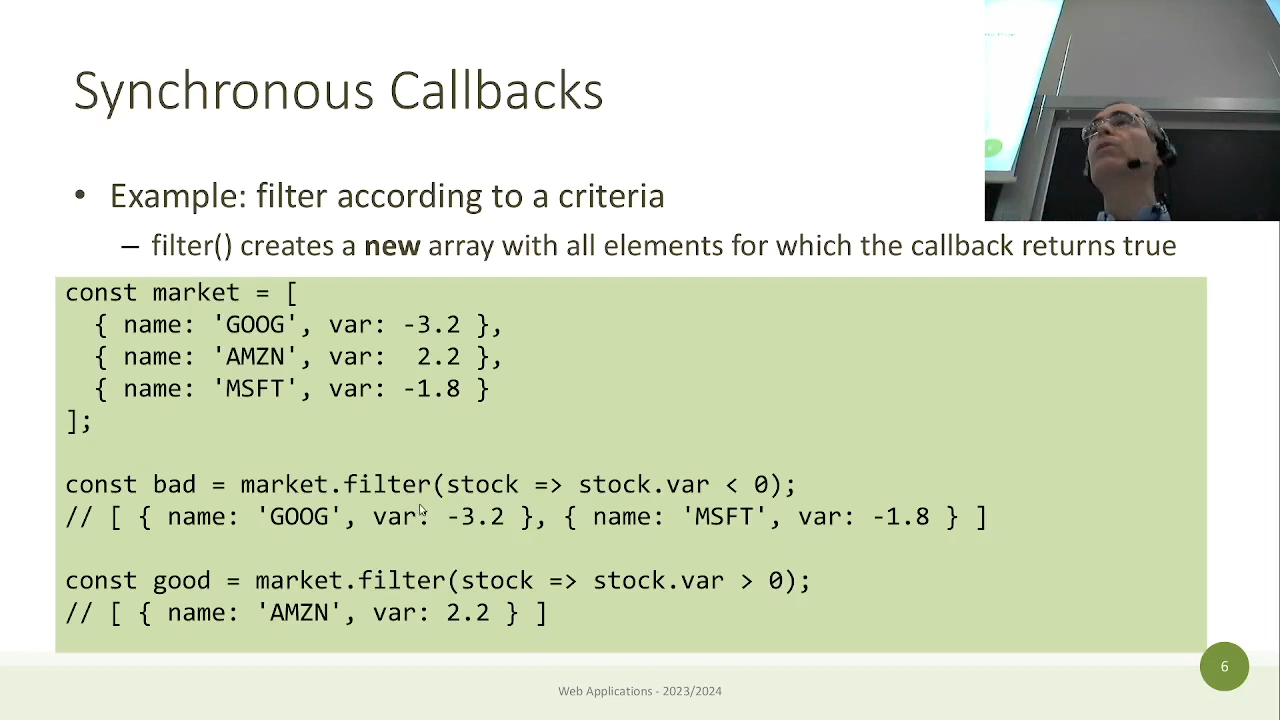 Synchronous Callbacks
• Example: filter according to a criteria
– filter() creates a new array with all elements for which the callback returns true
const market = [
  { name: 'GOOG', var: -3.2 },
  { name: 'AMZN', var:  2.2 },
  { name: 'MSFT', var: -1.8 }
];
const bad = market.filter(stock => stock.var < 0);
// [ { name: 'GOOG', var: -3.2 }, { name: 'MSFT', var: -1.8 } ]
const good = market.filter(stock => stock.var > 0);
// [ { name: 'AMZN', var: 2.2 } ]
Web Applications - 2023/2024
6